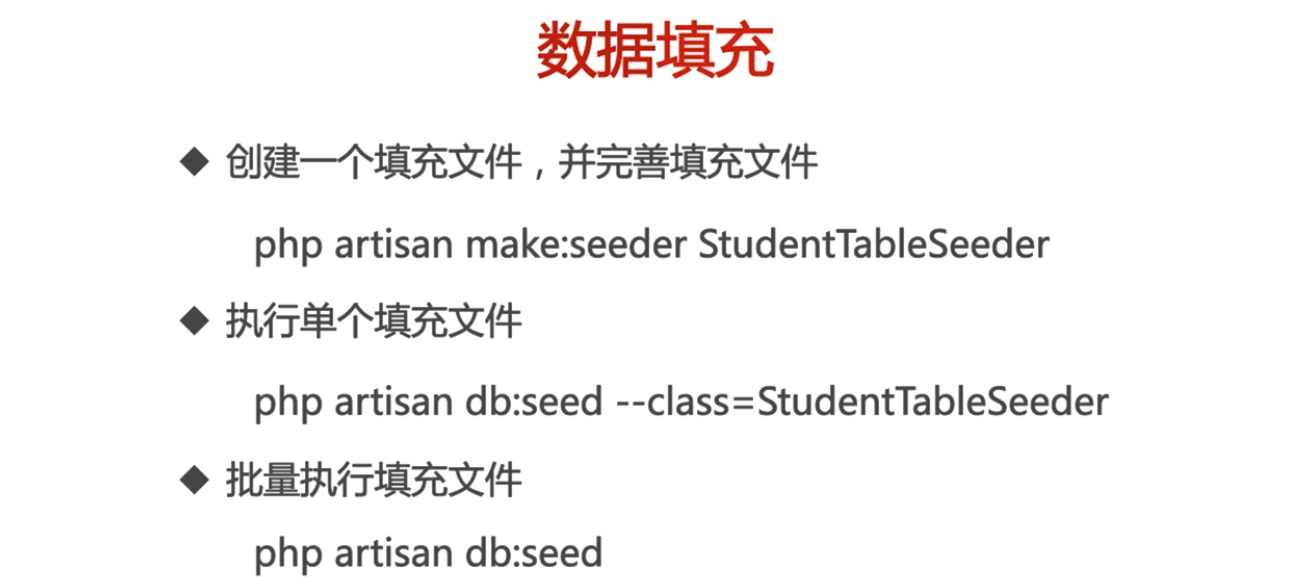 数据填充
◆ 创建一个填充文件，并完善填充文件
php artisan make:seeder StudentTableSeeder
◆ 执行单个填充文件
php artisan db:seed --class=StudentTableSeeder
◆ 批量执行填充文件
php artisan db:seed